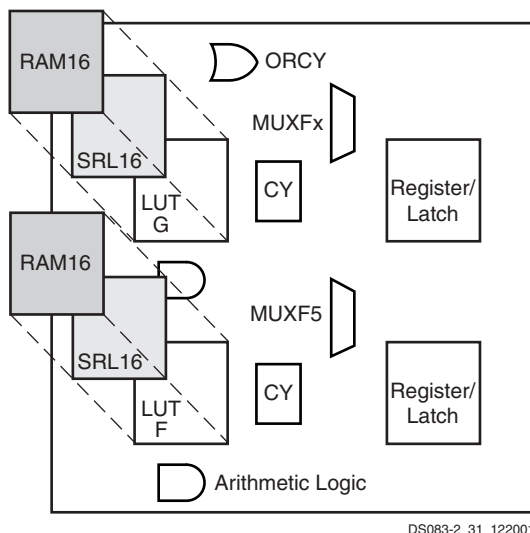 RAM16
ORCY
MUXFx
SRL16
CY
Register/
Latch
LUT
G
RAM16
MUXF5
SRL16
CY
Register/
Latch
LUT
F
Arithmetic Logic
DS083-2_31_122001